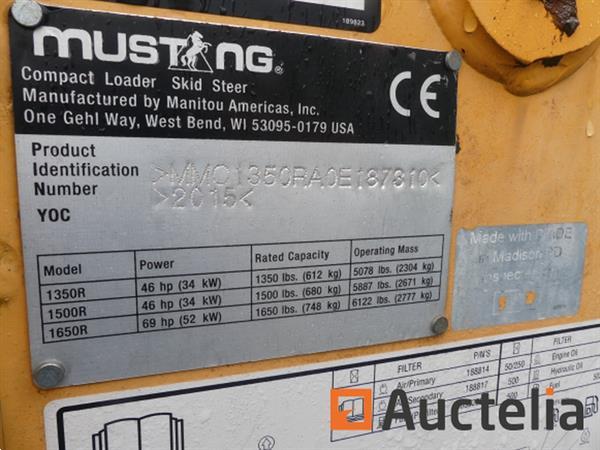 189823
MUSTANG®
Compact Loader Skid Steer
Manufactured by Manitou Americas, Inc.
One Gehl Way, West Bend, WI 53095-0179 USA
CE
Product
Identification
Number
>MMC1350RA0E187310<
YOC
>2015<
Model Power Rated Capacity Operating Mass
1350R 46 hp (34 kW) 1350 lbs. (612 kg) 5078 lbs. (2304 kg)
1500R 46 hp (34 kW) 1500 lbs. (680 kg) 5887 lbs. (2671 kg)
1650R 69 hp (52 kW) 1650 lbs. (748 kg) 6122 lbs. (2777 kg)
Made with
Madison
FILTER P/N'S FILTER
Air/Primary 188814 50/250 Engine Oil
Secondary 188817 500 Hydraulic Oil
500 Fuel
Auctelia